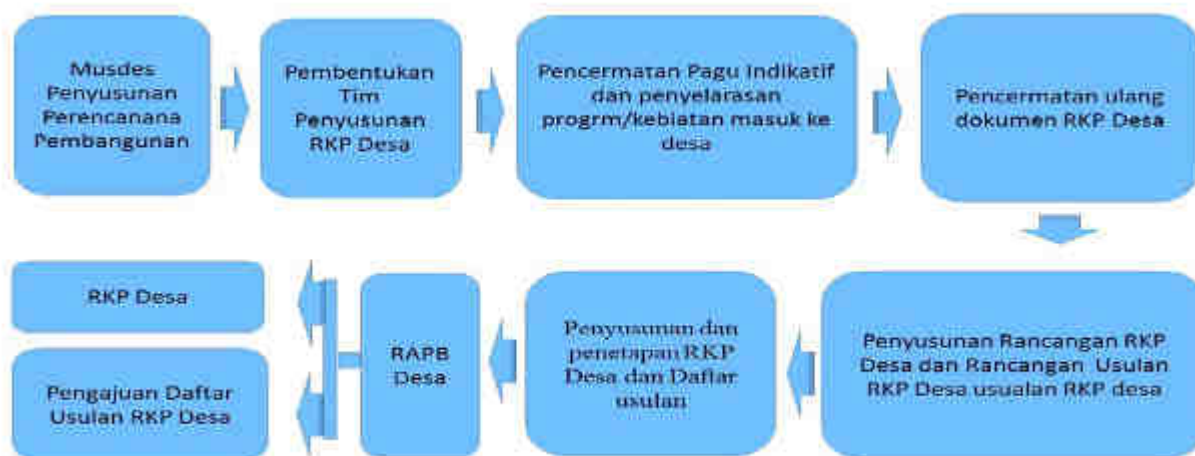 Musdes
Penyusunan
Perencanana
Pembangunan
Pembentukan
Tim
Penyusunan
RKP Desa
Pencermatan Pagu Indikatif
dan penyelarasan
progrm/kebiatan masuk ke
desa
Pencermatan ulang
dokumen RKP Desa
Penyusunan Rancangan RKP
Desa dan Rancangan Usulan
RKP Desa usualan RKP desa
Penyusunan dan
penetapan RKP
Desa dan Daftar
usulan
RAPB
Desa
RKP Desa
Pengajuan Daftar
Usulan RKP Desa